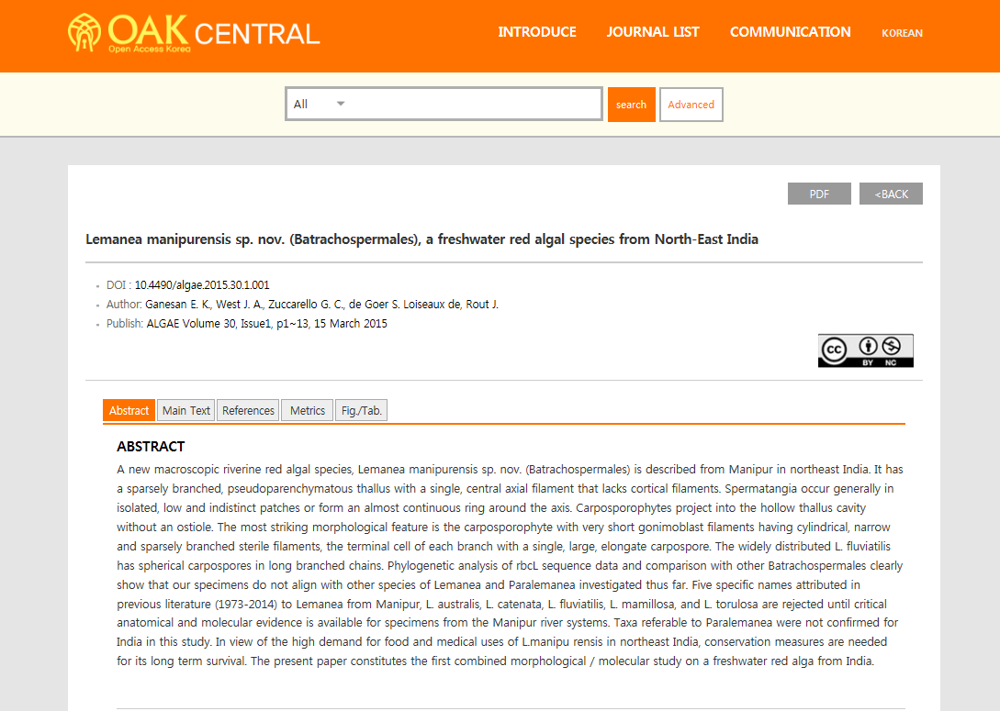 OAK CENTRAL
Open Access Korea
INTRODUCE
JOURNAL LIST
COMMUNICATION
KOREAN
All
search
Advanced
PDF
<BACK
Lemanea manipurensis sp. nov. (Batrachospermales), a freshwater red algal species from North-East India
DOI : 10.4490/algae.2015.30.1.001
Author: Ganesan E. K., West J. A., Zuccarello G. C., de Goer S. Loiseaux de, Rout J.
Publish: ALGAE Volume 30, Issue1, p1~13, 15 March 2015
cc
BY NC
Abstract
Main Text
References
Metrics
Fig./Tab.
ABSTRACT
A new macroscopic riverine red algal species, Lemanea manipurensis sp. nov. (Batrachospermales) is described from Manipur in northeast India. It has
a sparsely branched, pseudoparenchymatous thallus with a single, central axial filament that lacks cortical filaments. Spermatangia occur generally in
isolated, low and indistinct patches or form an almost continuous ring around the axis. Carposporophytes project into the hollow thallus cavity
without an ostiole. The most striking morphological feature is the carposporophyte with very short gonimoblast filaments having cylindrical, narrow
and sparsely branched sterile filaments, the terminal cell of each branch with a single, large, elongate carpospore. The widely distributed L. fluviatilis
has spherical carpospores in long branched chains. Phylogenetic analysis of rbcL sequence data and comparison with other Batrachospermales clearly
show that our specimens do not align with other species of Lemanea and Paralemanea investigated thus far. Five specific names attributed in
previous literature (1973-2014) to Lemanea from Manipur, L. australis, L. catenata, L. fluviatilis, L. mamillosa, and L. torulosa are rejected until critical
anatomical and molecular evidence is available for specimens from the Manipur river systems. Taxa referable to Paralemanea were not confirmed for
India in this study. In view of the high demand for food and medical uses of L.manipu rensis in northeast India, conservation measures are needed
for its long term survival. The present paper constitutes the first combined morphological / molecular study on a freshwater red alga from India.